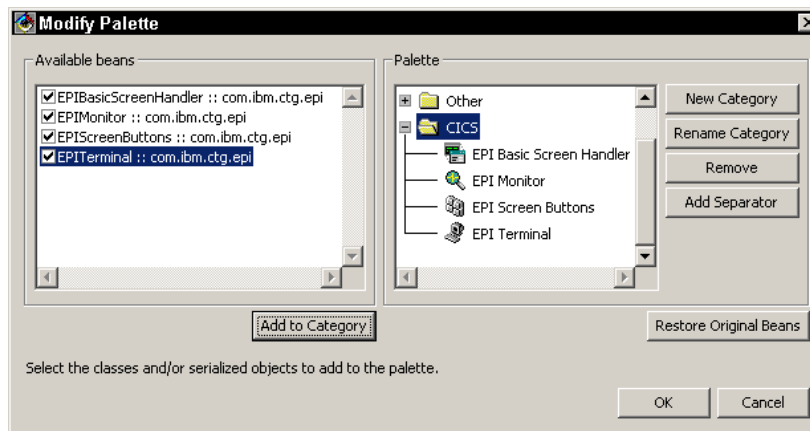 Modify Palette
Available beans
EPIBasicScreenHandler :: com.ibm.ctg.epi
EPIMonitor :: com.ibm.ctg.epi
EPIScreenButtons :: com.ibm.ctg.epi
EPITerminal :: com.ibm.ctg.epi
Add to Category
Palette
Other
CICS
EPI Basic Screen Handler
EPI Monitor
EPI Screen Buttons
EPI Terminal
New Category
Rename Category
Remove
Add Separator
Restore Original Beans
Select the classes and/or serialized objects to add to the palette.
OK
Cancel